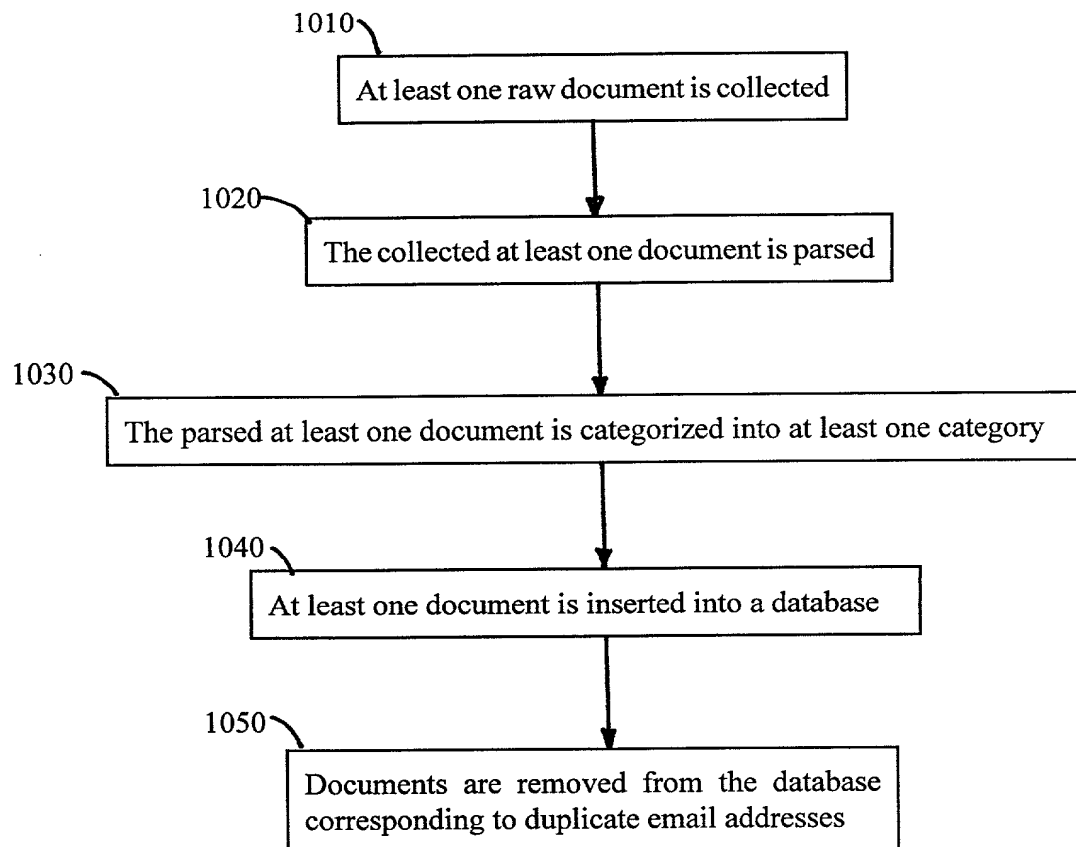 1010
At least one raw document is collected
1020
The collected at least one document is parsed
1030
The parsed at least one document is categorized into at least one category
1040
At least one document is inserted into a database
1050
Documents are removed from the database
corresponding to duplicate email addresses